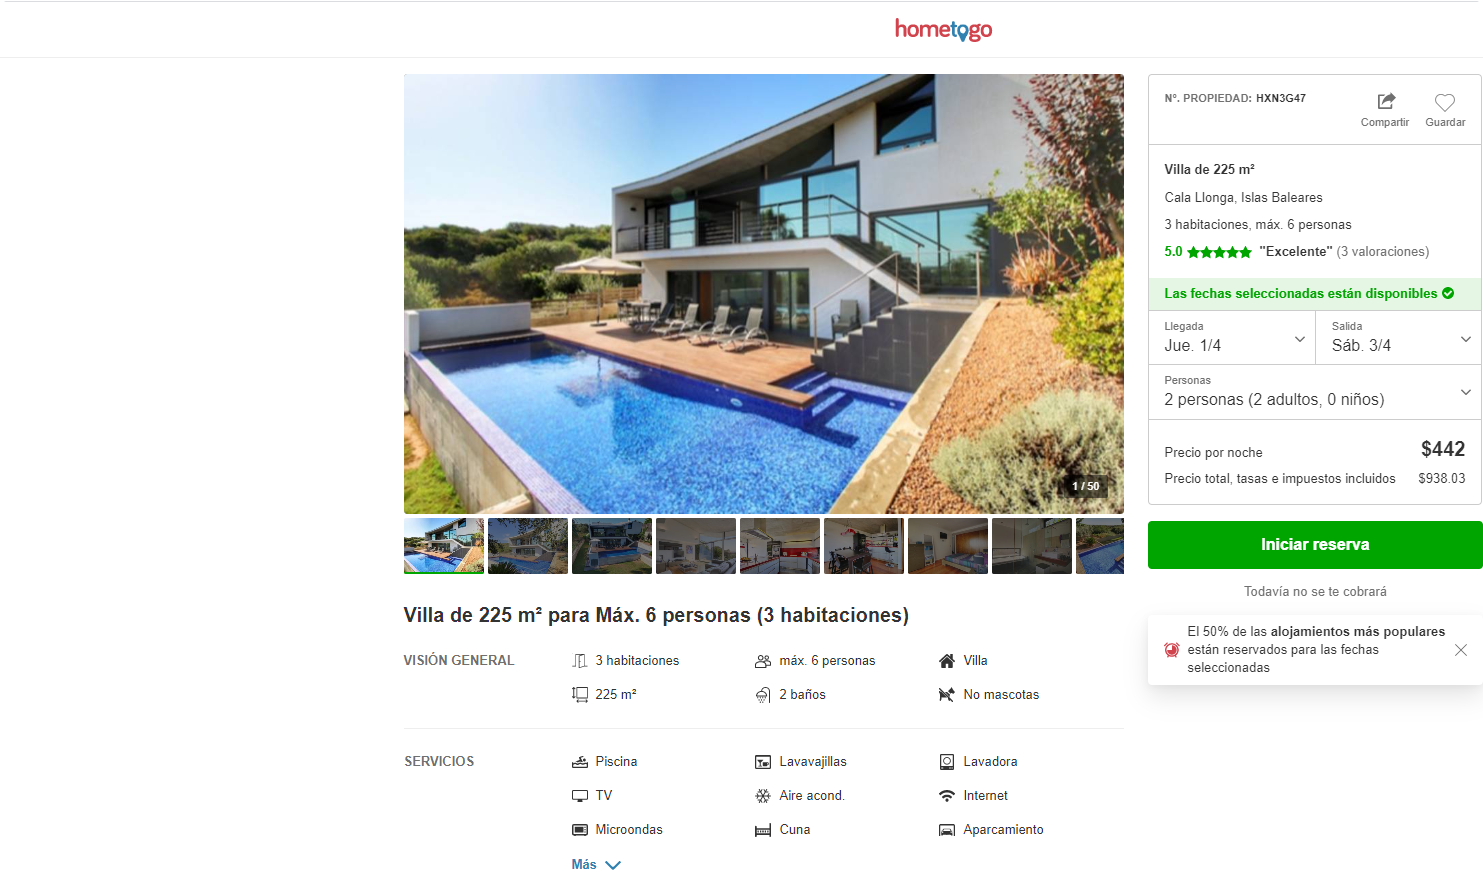 hometogo
Nº. PROPIEDAD: HXN3G47
Compartir
Guardar
Villa de 225 m²
Cala Llonga, Islas Baleares
3 habitaciones, máx. 6 personas
5.0 "Excelente" (3 valoraciones)
Las fechas seleccionadas están disponibles
Llegada
Jue. 1/4
Salida
Sáb. 3/4
Personas
2 personas (2 adultos, 0 niños)
Precio por noche $442
Precio total, tasas e impuestos incluidos $938.03
1 / 50
Iniciar reserva
Todavía no se te cobrará
El 50% de las alojamientos más populares
están reservados para las fechas
seleccionadas
Villa de 225 m² para Máx. 6 personas (3 habitaciones)
VISIÓN GENERAL
3 habitaciones
máx. 6 personas
Villa
225 m²
2 baños
No mascotas
SERVICIOS
Piscina
Lavavajillas
Lavadora
TV
Aire acond.
Internet
Microondas
Cuna
Aparcamiento
Más